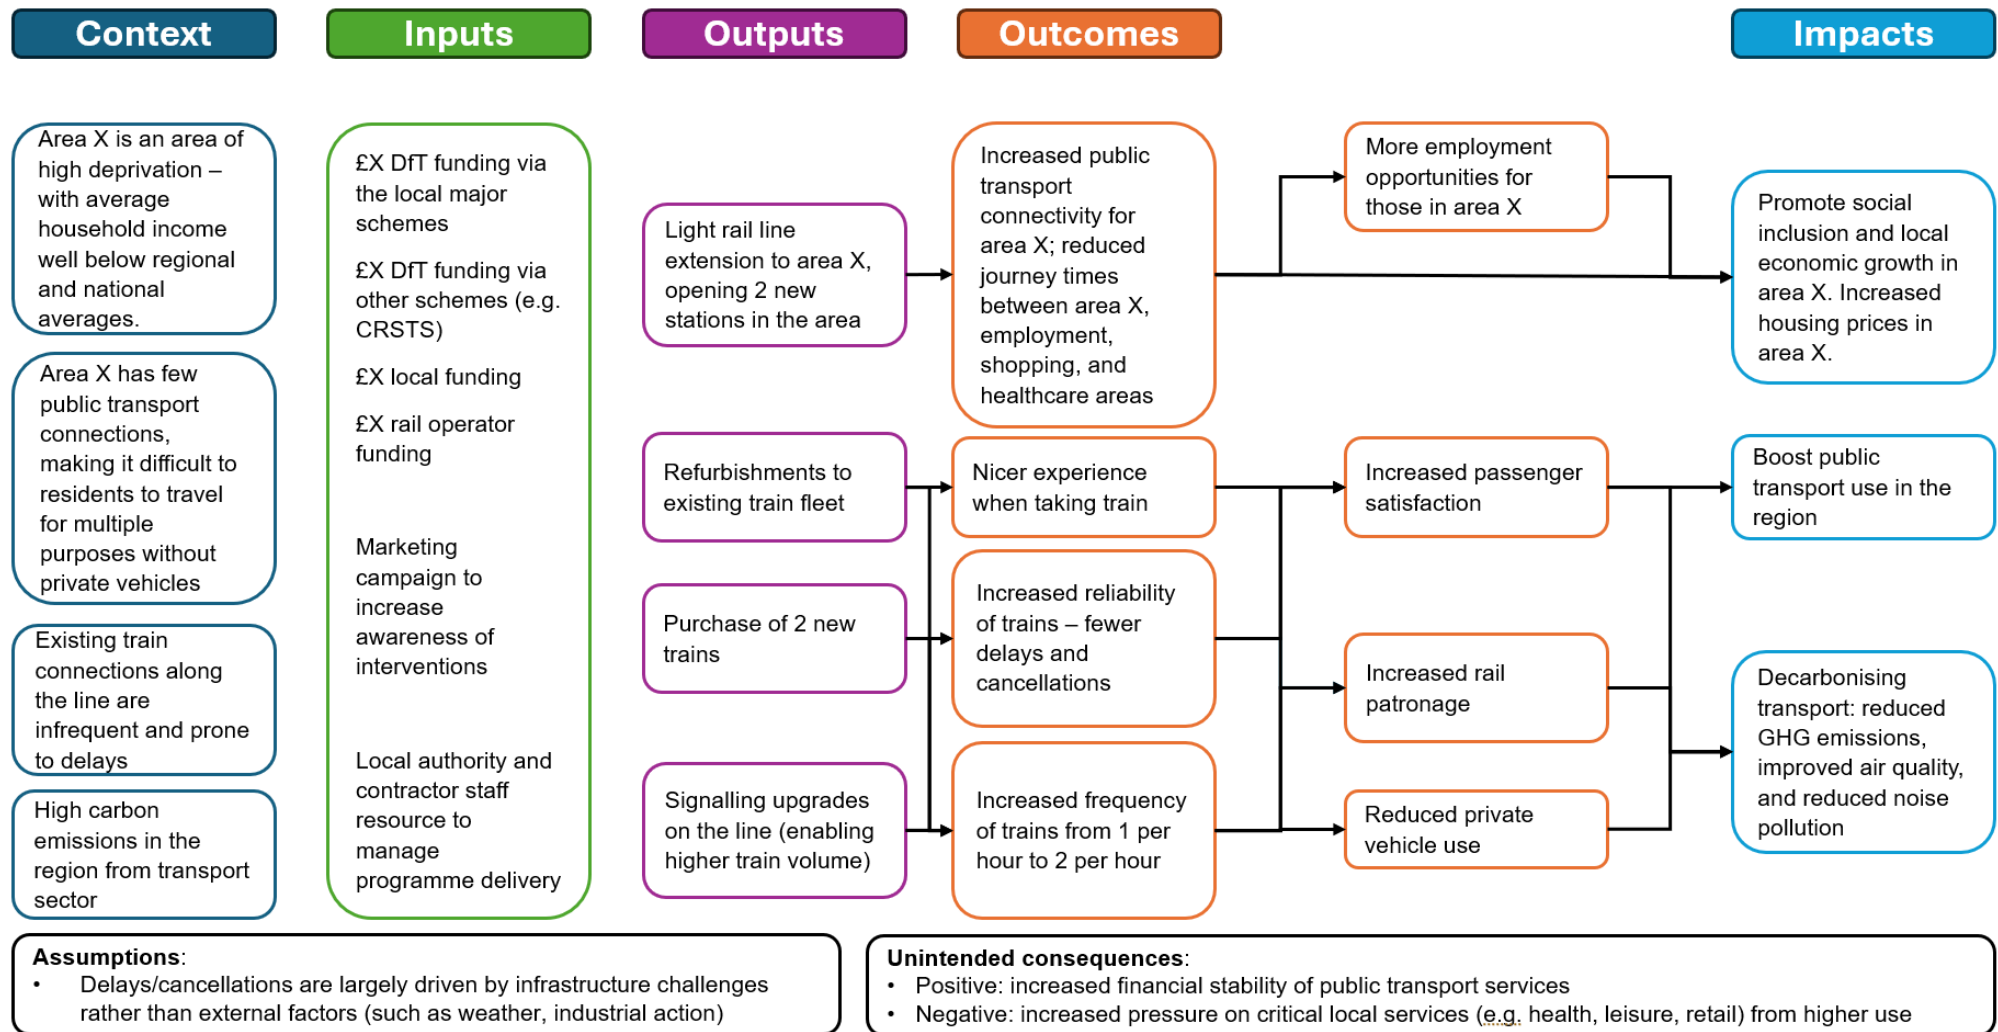 Context
Inputs
Outputs
Outcomes
Impacts
Area X is an area of
high deprivation –
with average
household income
well below regional
and national
averages.
Area X has few
public transport
connections,
making it difficult to
residents to travel
for multiple
purposes without
private vehicles
Existing train
connections along
the line are
infrequent and prone
to delays
High carbon
emissions in the
region from transport
sector
£X DfT funding via
the local major
schemes
£X DfT funding via
other schemes (e.g.
CRSTS)
£X local funding
£X rail operator
funding
Marketing
campaign to
increase
awareness of
interventions
Local authority and
contractor staff
resource to
manage
programme delivery
Light rail line
extension to area X,
opening 2 new
stations in the area
Refurbishments to
existing train fleet
Purchase of 2 new
trains
Signalling upgrades
on the line (enabling
higher train volume)
Increased public
transport
connectivity for
area X; reduced
journey times
between area X,
employment,
shopping, and
healthcare areas
Nicer experience
when taking train
Increased reliability
of trains – fewer
delays and
cancellations
Increased frequency
of trains from 1 per
hour to 2 per hour
More employment
opportunities for
those in area X
Increased passenger
satisfaction
Increased rail
patronage
Reduced private
vehicle use
Promote social
inclusion and local
economic growth in
area X. Increased
housing prices in
area X.
Boost public
transport use in the
region
Decarbonising
transport: reduced
GHG emissions,
improved air quality,
and reduced noise
pollution
Assumptions:
• Delays/cancellations are largely driven by infrastructure challenges
rather than external factors (such as weather, industrial action)
Unintended consequences:
• Positive: increased financial stability of public transport services
• Negative: increased pressure on critical local services (e.g. health, leisure, retail) from higher use